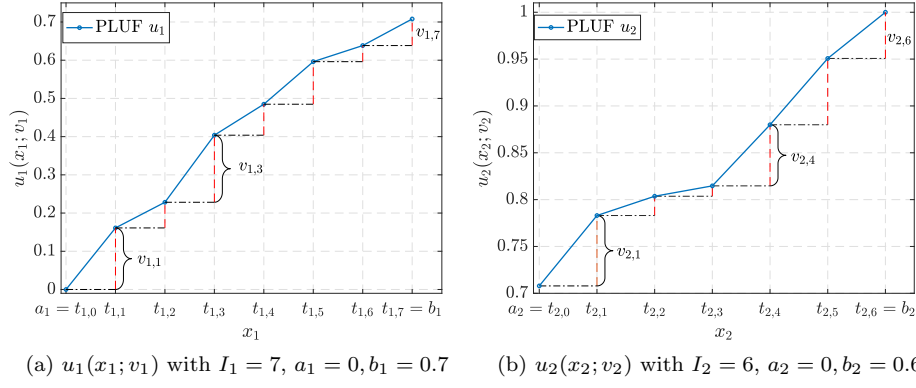 PLUF $u_1$
0.7
0.6
0.5
0.4
0.3
0.2
0.1
0
$u_1(x_1; v_1)$
$v_{1,1}$
$v_{1,3}$
$v_{1,7}$
$a_1 = t_{1,0}$ $t_{1,1}$ $t_{1,2}$ $t_{1,3}$ $t_{1,4}$ $t_{1,5}$ $t_{1,6}$ $t_{1,7} = b_1$
$x_1$
(a) $u_1(x_1; v_1)$ with $I_1 = 7$, $a_1 = 0, b_1 = 0.7$
PLUF $u_2$
1
0.95
0.9
0.85
0.8
0.75
0.7
$u_2(x_2; v_2)$
$v_{2,1}$
$v_{2,4}$
$v_{2,6}$
$a_2 = t_{2,0}$ $t_{2,1}$ $t_{2,2}$ $t_{2,3}$ $t_{2,4}$ $t_{2,5}$ $t_{2,6} = b_2$
$x_2$
(b) $u_2(x_2; v_2)$ with $I_2 = 6$, $a_2 = 0, b_2 = 0.6$